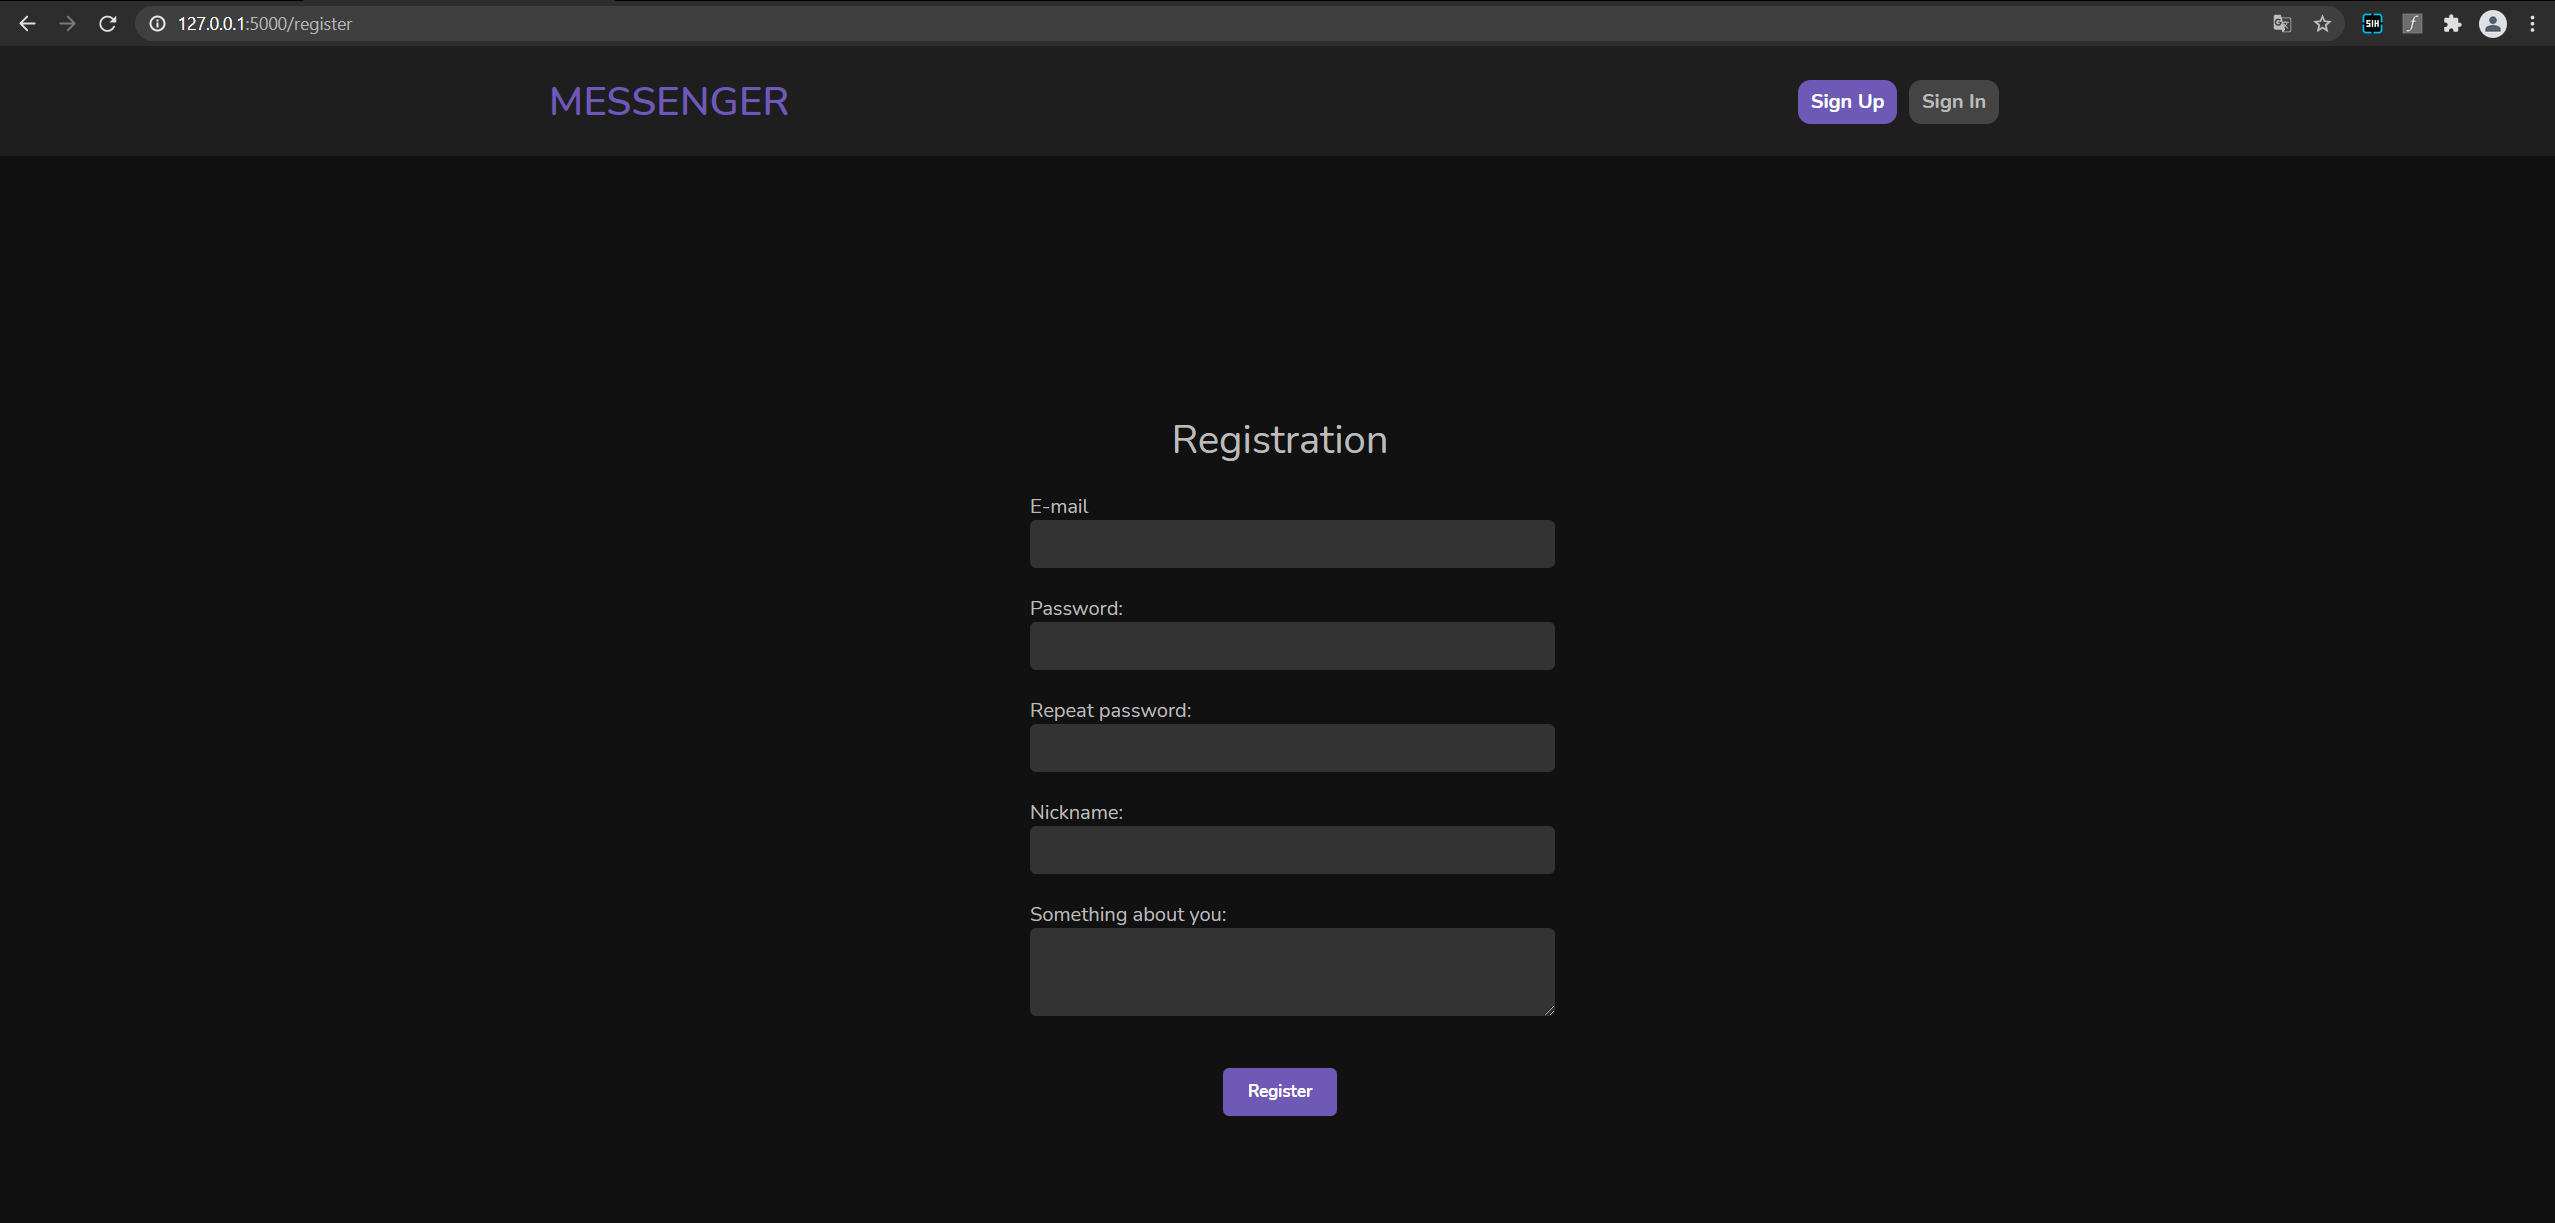 127.0.0.1:5000/register
MESSENGER
Sign Up
Sign In
Registration
E-mail
Password:
Repeat password:
Nickname:
Something about you:
Register